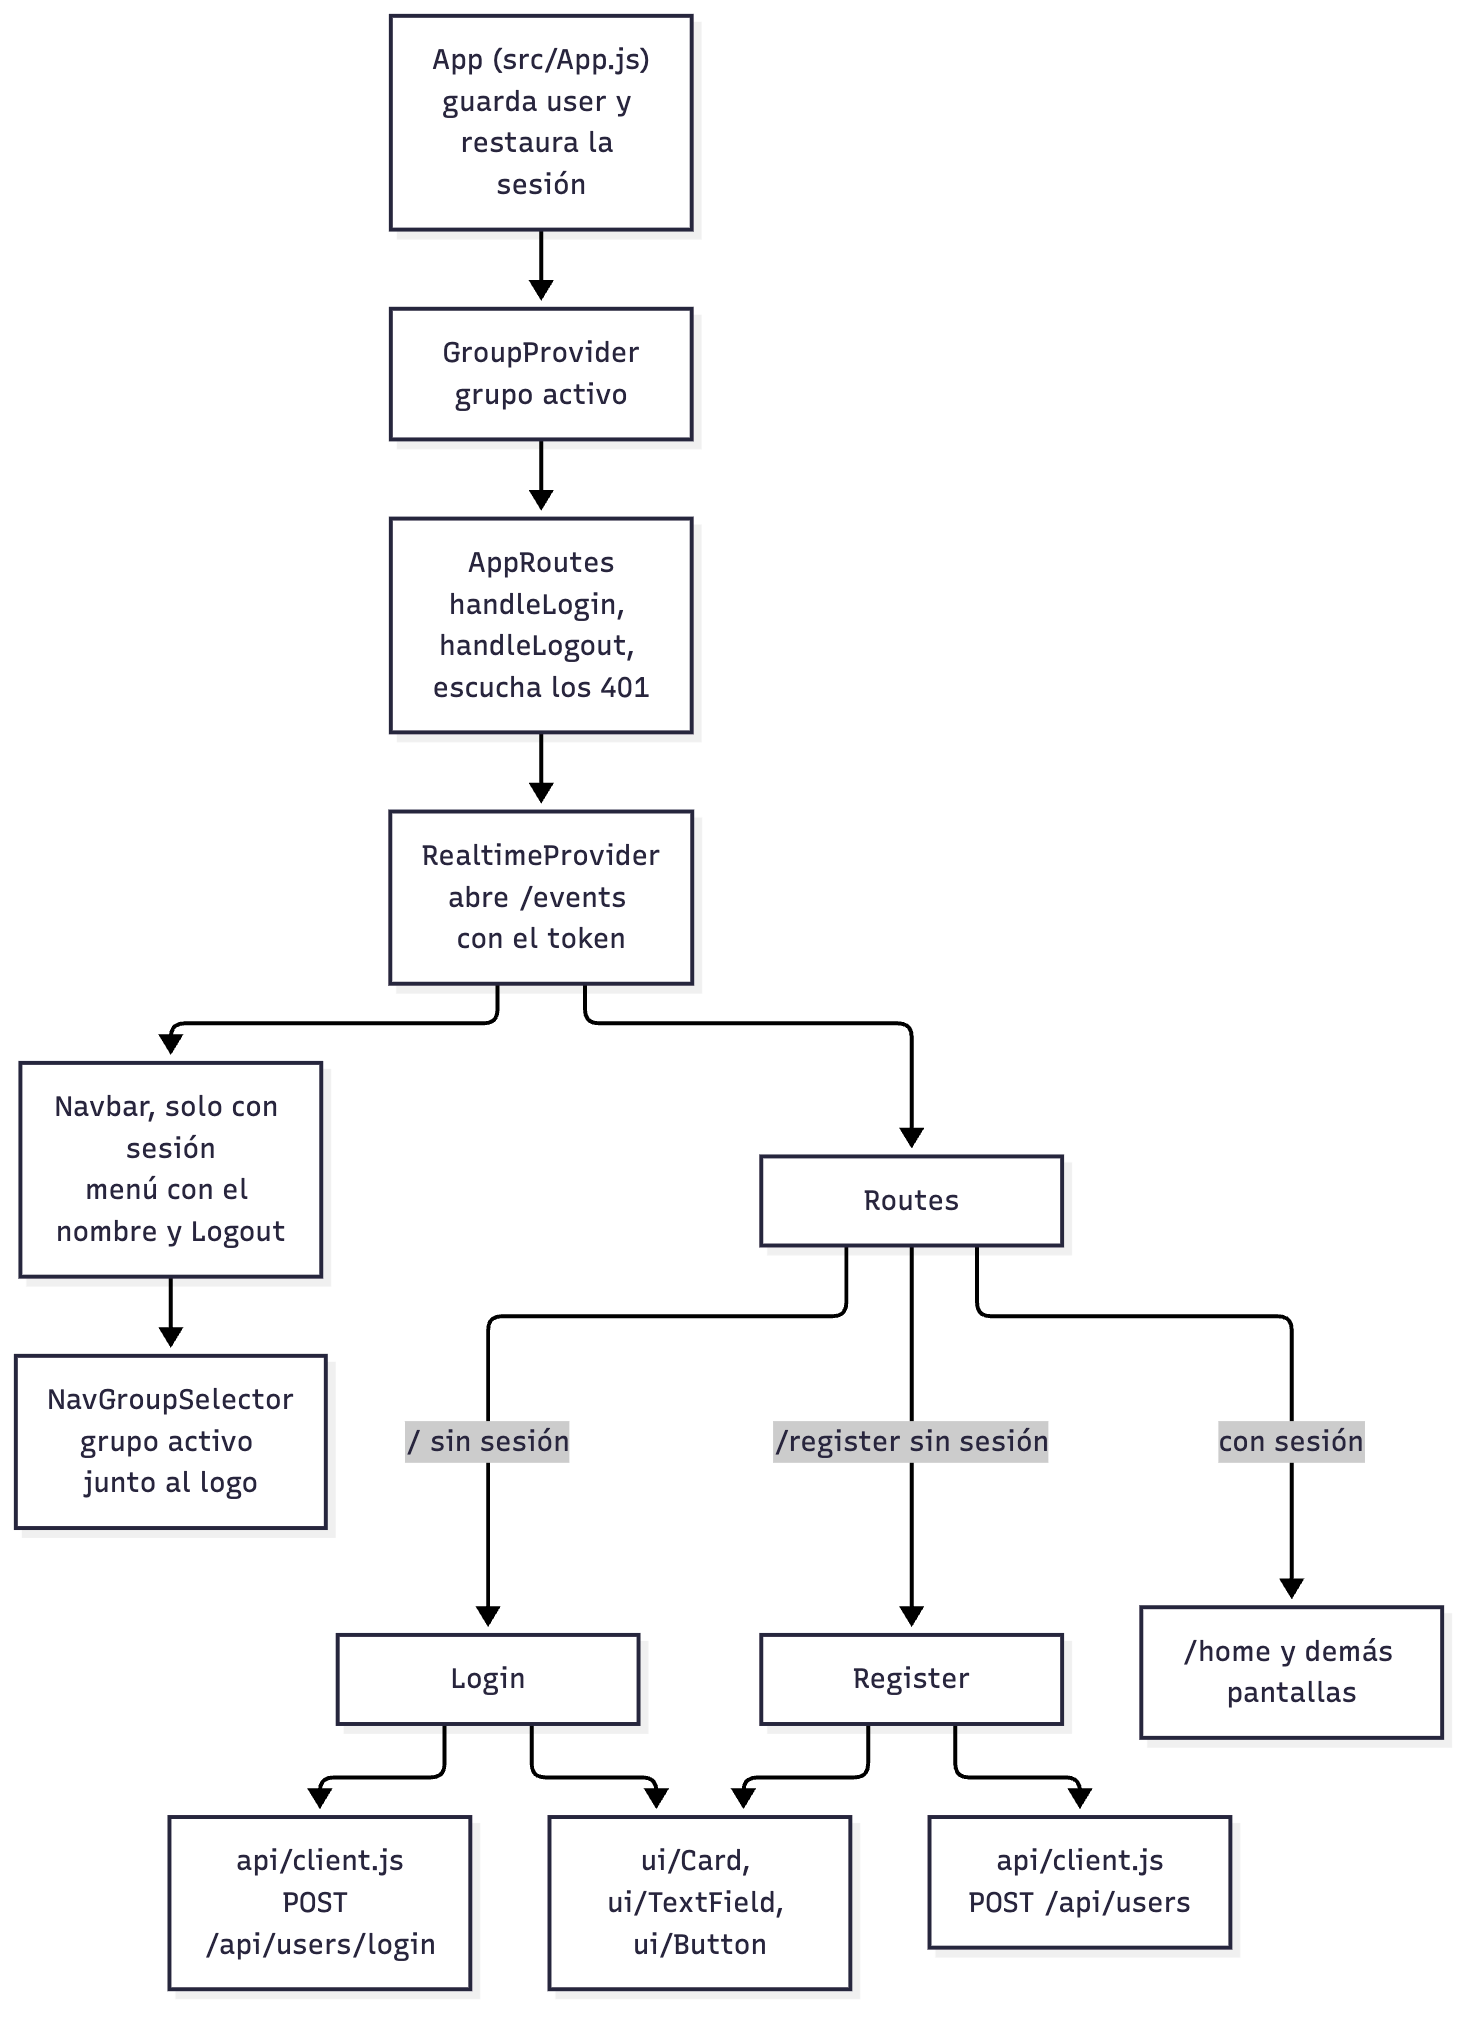 App (src/App.js)
guarda user y
restaura la
sesión
GroupProvider
grupo activo
AppRoutes
handleLogin,
handleLogout,
escucha los 401
RealtimeProvider
abre /events
con el token
Navbar, solo con
sesión
menú con el
nombre y Logout
Routes
NavGroupSelector
grupo activo
junto al logo
/ sin sesión
/register sin sesión
con sesión
Login
Register
/home y demás
pantallas
api/client.js
POST
/api/users/login
ui/Card,
ui/TextField,
ui/Button
api/client.js
POST /api/users